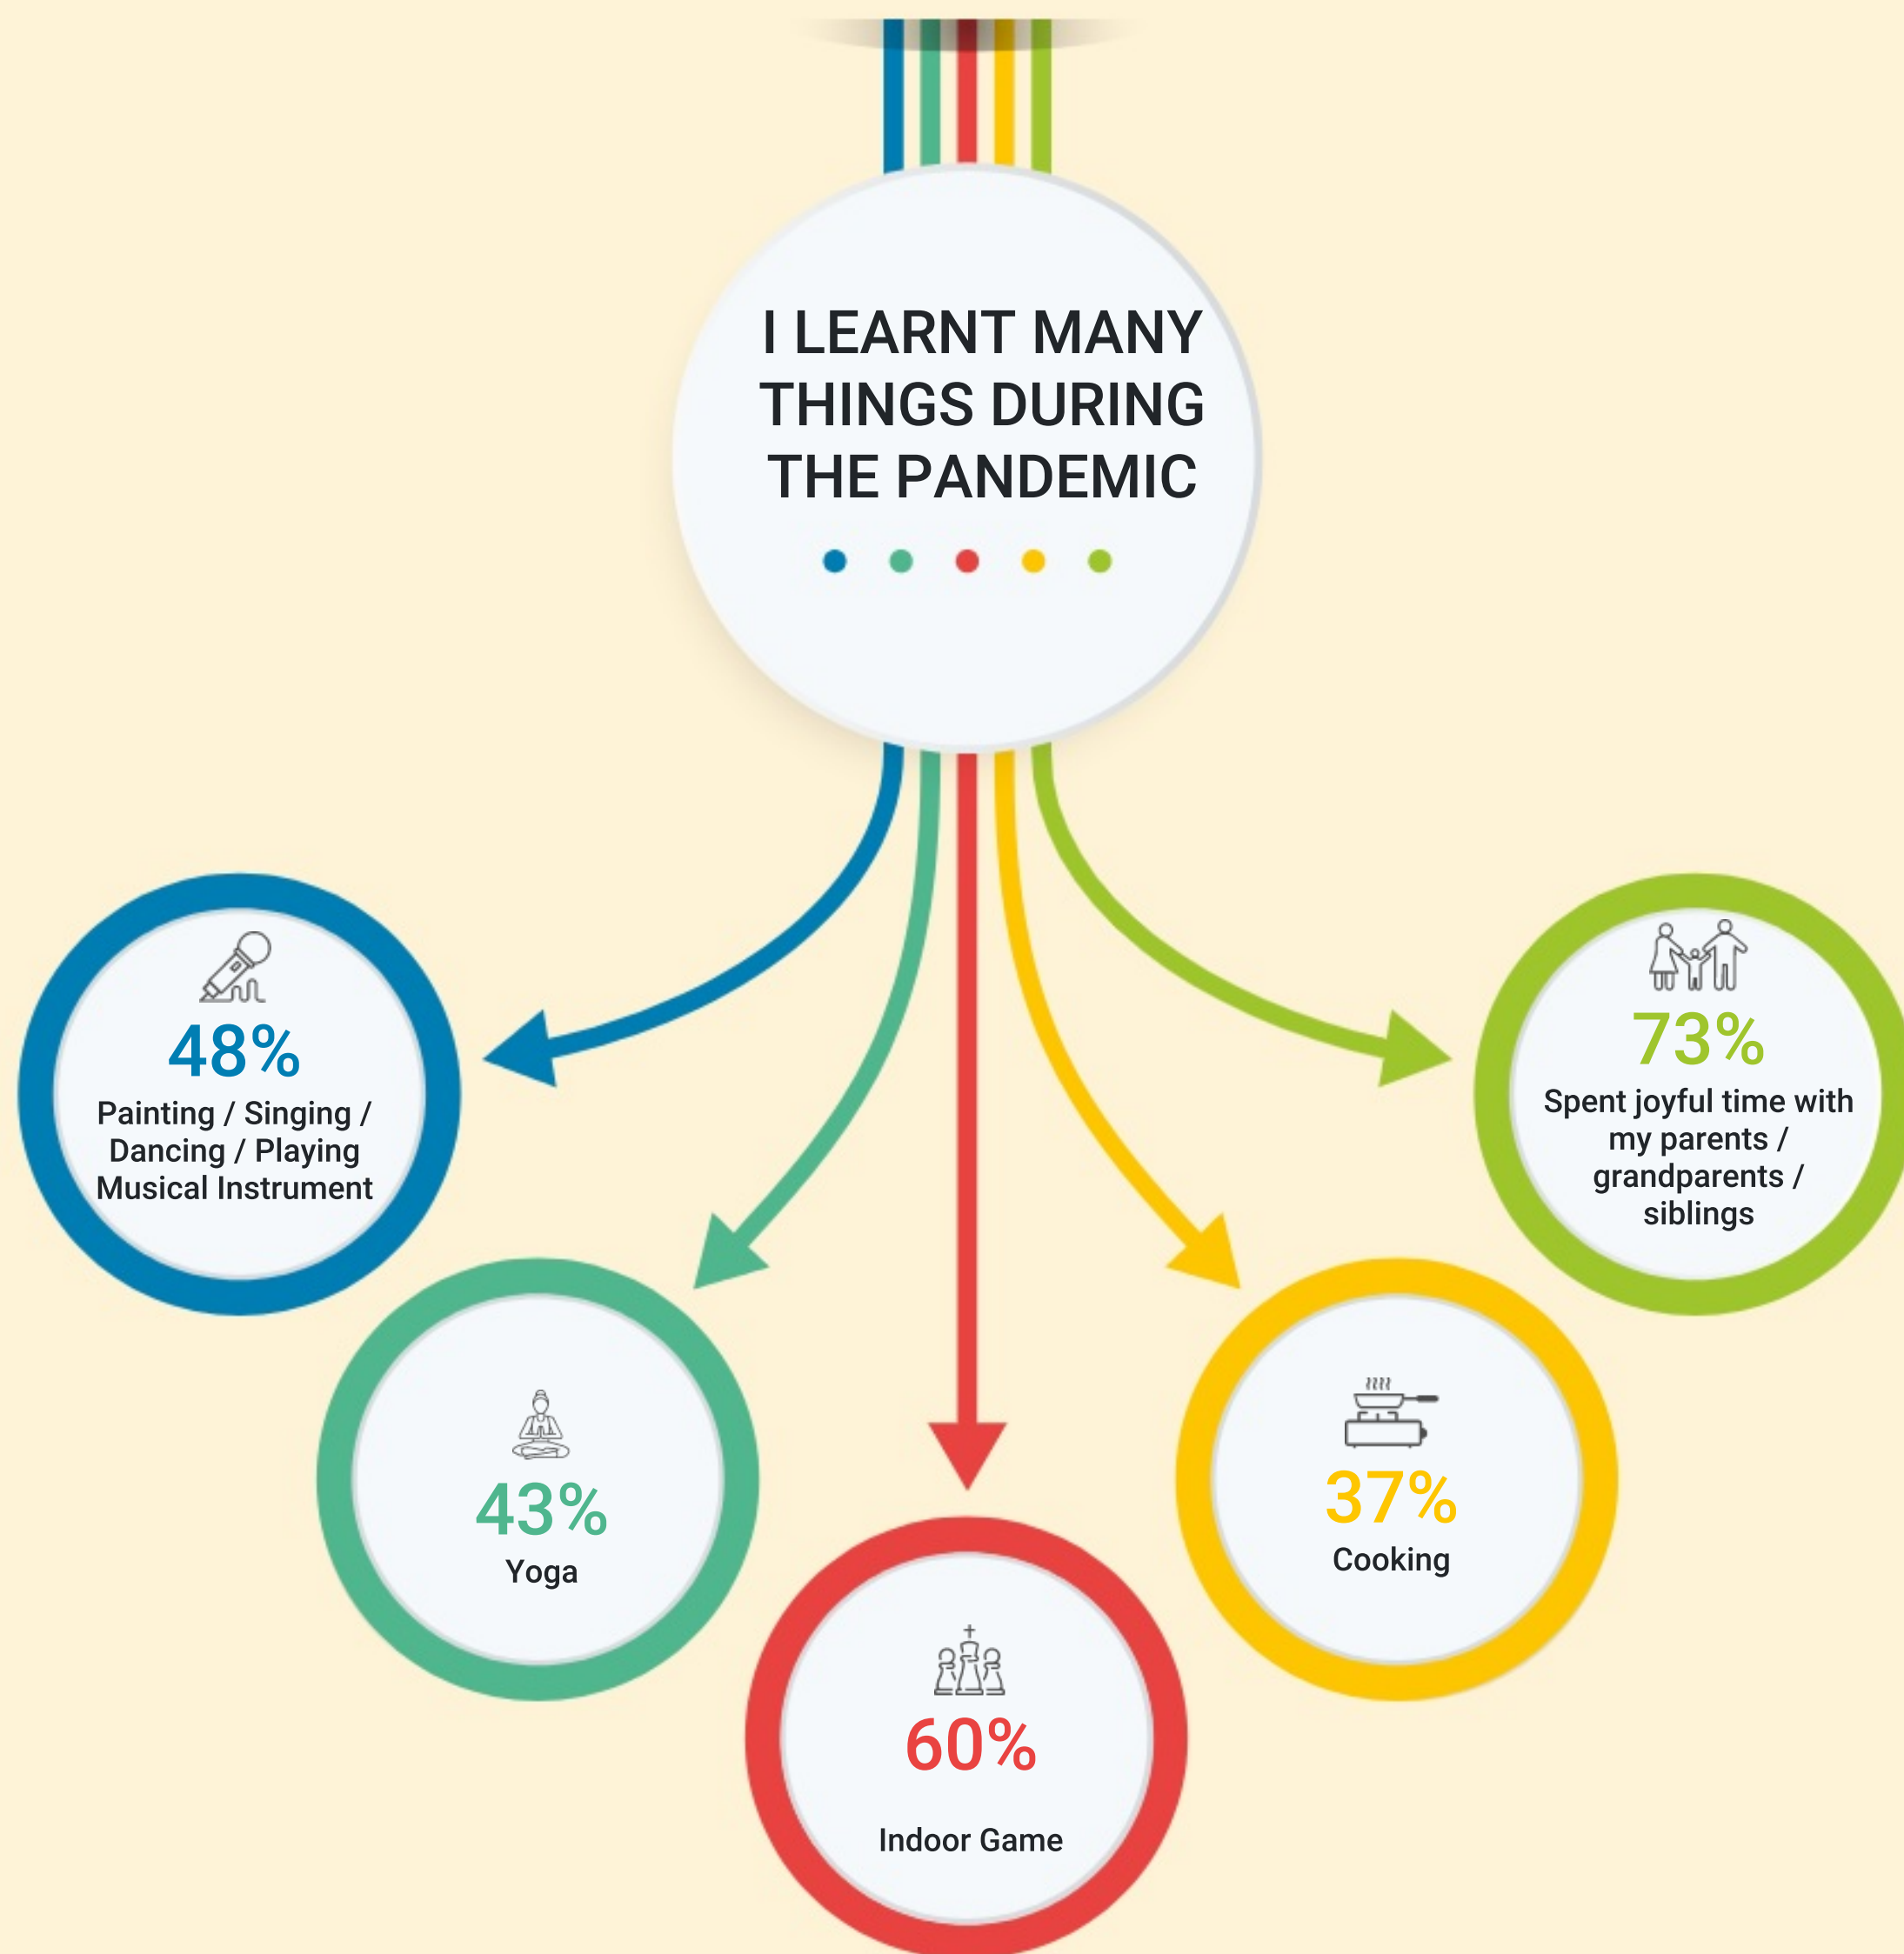 I LEARNT MANY
THINGS DURING
THE PANDEMIC
48%
Painting / Singing /
Dancing / Playing
Musical Instrument
43%
Yoga
60%
Indoor Game
37%
Cooking
73%
Spent joyful time with
my parents /
grandparents /
siblings